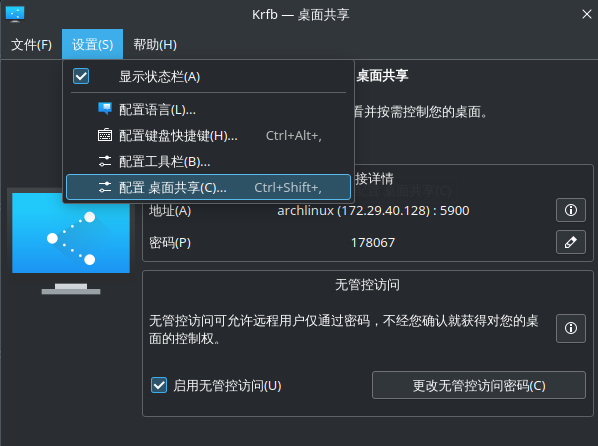 Krfb — 桌面共享
文件(F) 设置(S) 帮助(H)
显示状态栏(A)
配置语言(L)...
配置键盘快捷键(H)... Ctrl+Alt+,
配置工具栏(B)...
配置 桌面共享(C)... Ctrl+Shift+,
桌面共享
看并按需控制您的桌面。
接详情
地址(A) archlinux (172.29.40.128) : 5900
密码(P) 178067
无管控访问
无管控访问可允许远程用户仅通过密码，不经您确认就获得对您的桌
面的控制权。
启用无管控访问(U) 更改无管控访问密码(C)